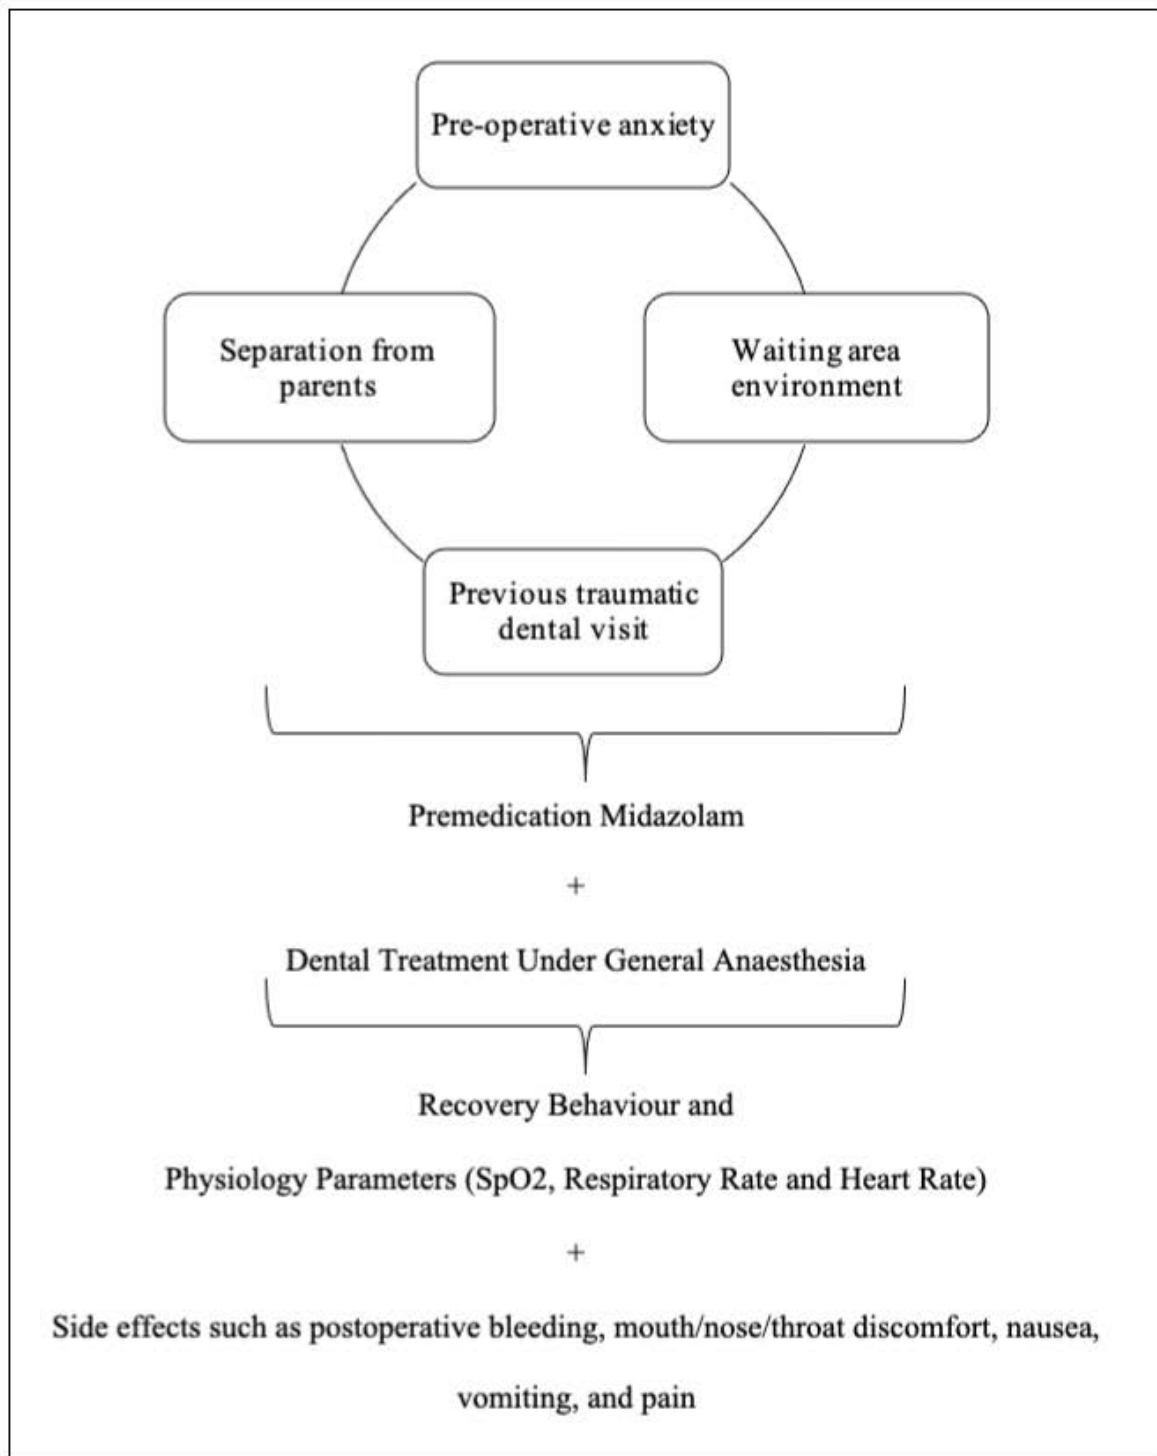 Pre-operative anxiety
Separation from
parents
Waiting area
environment
Previous traumatic
dental visit
Premedication Midazolam
+
Dental Treatment Under General Anaesthesia
Recovery Behaviour and
Physiology Parameters (SpO2, Respiratory Rate and Heart Rate)
+
Side effects such as postoperative bleeding, mouth/nose/throat discomfort, nausea,
vomiting, and pain